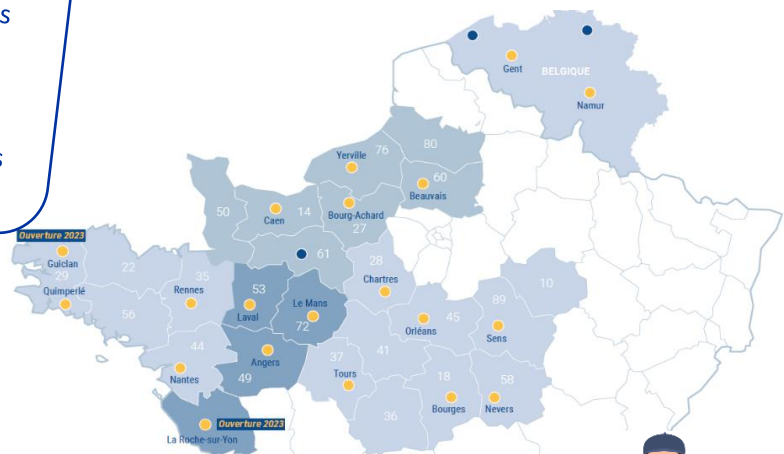 s
s
Gent
BELGIQUE
Namur
80
76
Yerville
60
Beauvais
50
Caen
14
Bourg-Achard
27
Ouverture 2023
Guiclan
29
22
35
61
28
Chartres
10
Quimperlé
Rennes
53
Laval
Le Mans
72
56
Orléans
45
89
Sens
44
Nantes
Angers
49
37
Tours
41
18
Bourges
58
Nevers
36
Ouverture 2023
La Roche-sur-Yon